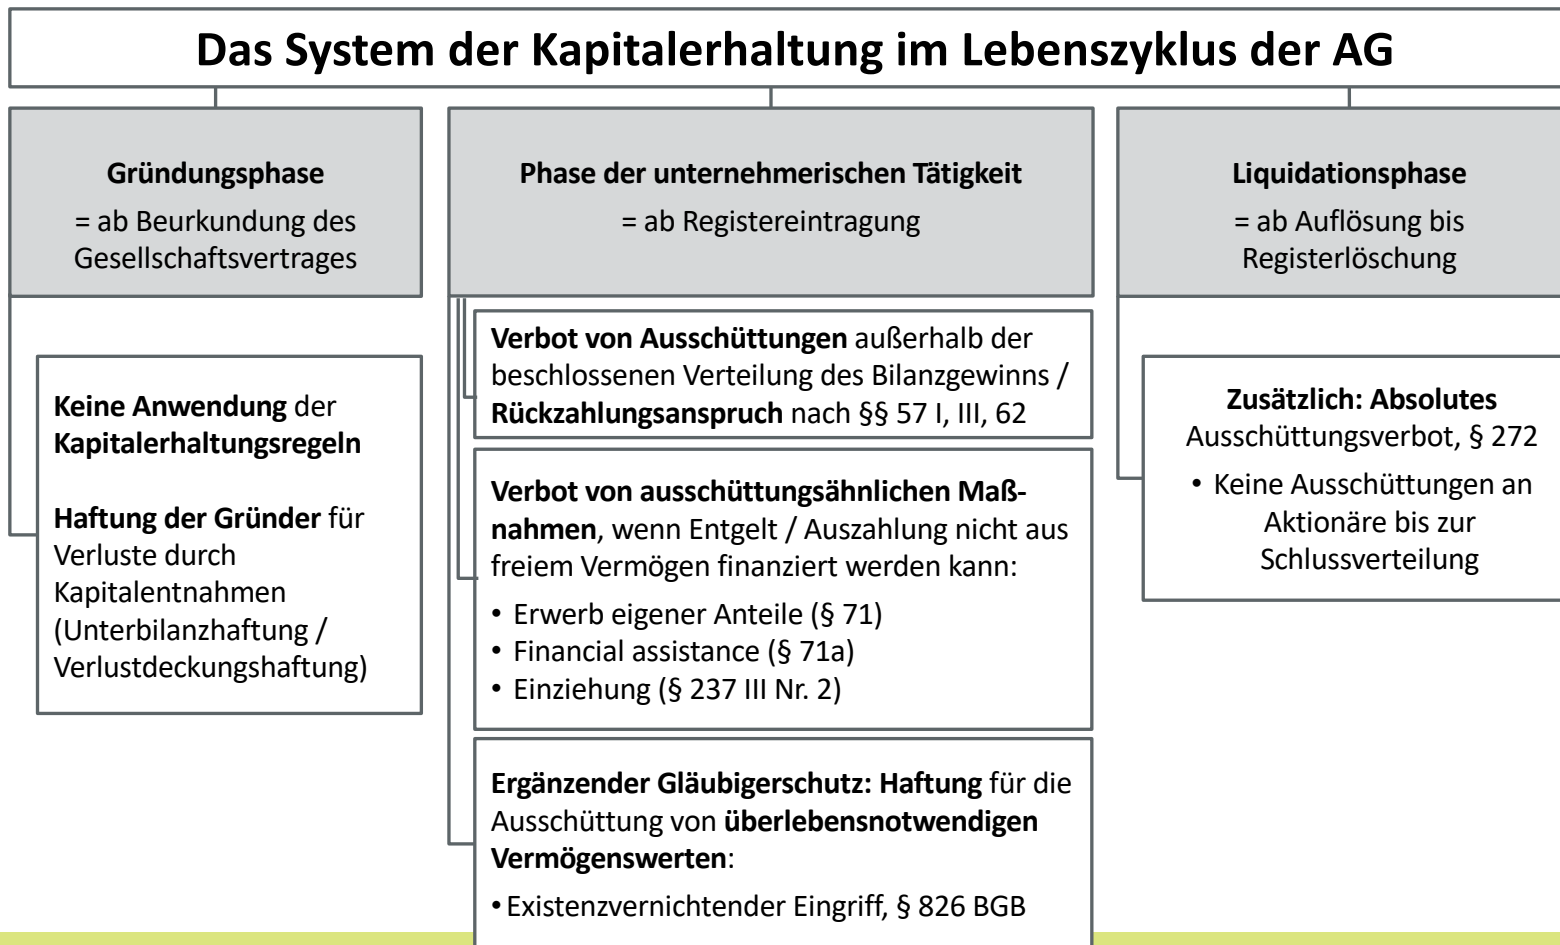 Das System der Kapitalerhaltung im Lebenszyklus der AG
Gründungsphase
= ab Beurkundung des
Gesellschaftsvertrages
Keine Anwendung der
Kapitalerhaltungsregeln
Haftung der Gründer für
Verluste durch
Kapitalentnahmen
(Unterbilanzhaftung /
Verlustdeckungshaftung)
Phase der unternehmerischen Tätigkeit
= ab Registereintragung
Verbot von Ausschüttungen außerhalb der
beschlossenen Verteilung des Bilanzgewinns /
Rückzahlungsanspruch nach §§ 57 I, III, 62
Verbot von ausschüttungsähnlichen Maß-
nahmen, wenn Entgelt / Auszahlung nicht aus
freiem Vermögen finanziert werden kann:
• Erwerb eigener Anteile (§ 71)
• Financial assistance (§ 71a)
• Einziehung (§ 237 III Nr. 2)
Ergänzender Gläubigerschutz: Haftung für die
Ausschüttung von überlebensnotwendigen
Vermögenswerten:
• Existenzvernichtender Eingriff, § 826 BGB
Liquidationsphase
= ab Auflösung bis
Registerlöschung
Zusätzlich: Absolutes
Ausschüttungsverbot, § 272
• Keine Ausschüttungen an
Aktionäre bis zur
Schlussverteilung